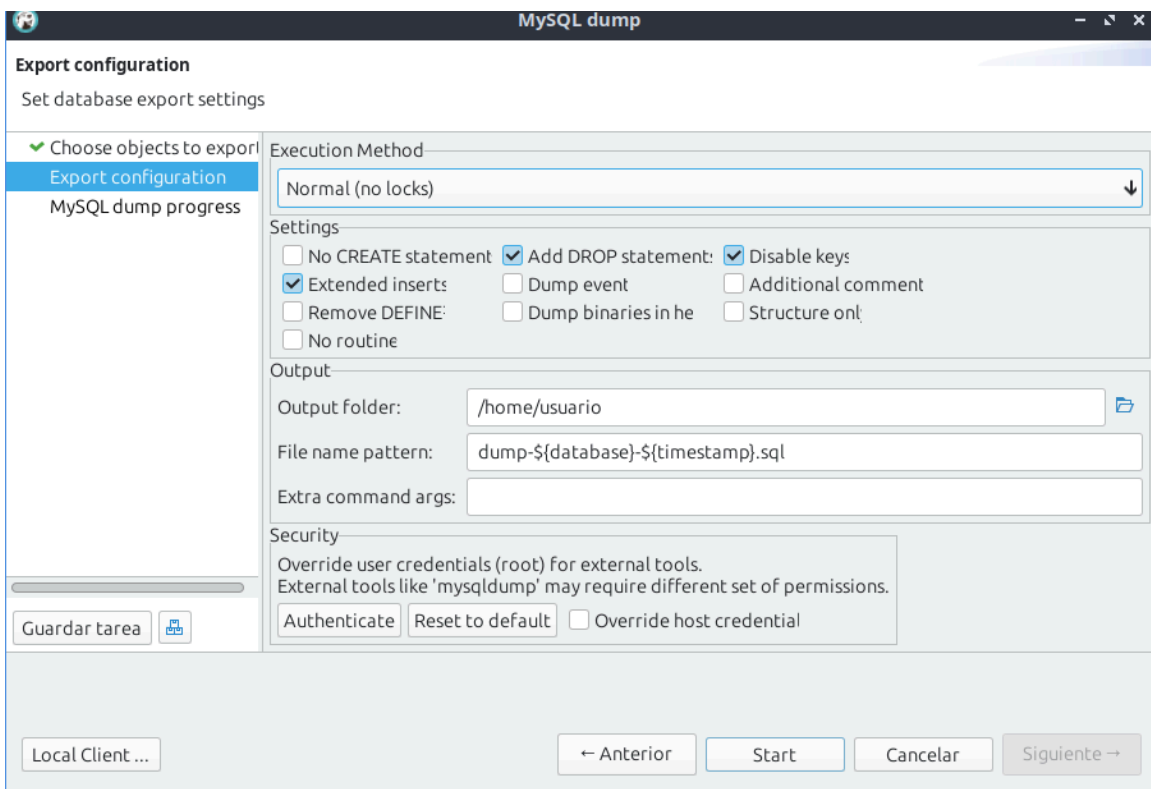 MySQL dump
Export configuration
Set database export settings
Choose objects to export
Export configuration
MySQL dump progress
Execution Method
Normal (no locks)
Settings
No CREATE statement Add DROP statement: Disable keys
Extended inserts Dump event Additional comment
Remove DEFINE Dump binaries in he Structure onl
No routine
Output
Output folder: /home/usuario
File name pattern: dump-${database}-${timestamp}.sql
Extra command args:
Security
Override user credentials (root) for external tools.
External tools like 'mysqldump' may require different set of permissions.
Authenticate Reset to default Override host credential
Guardar tarea
Local Client ... ← Anterior Start Cancelar Siguiente →